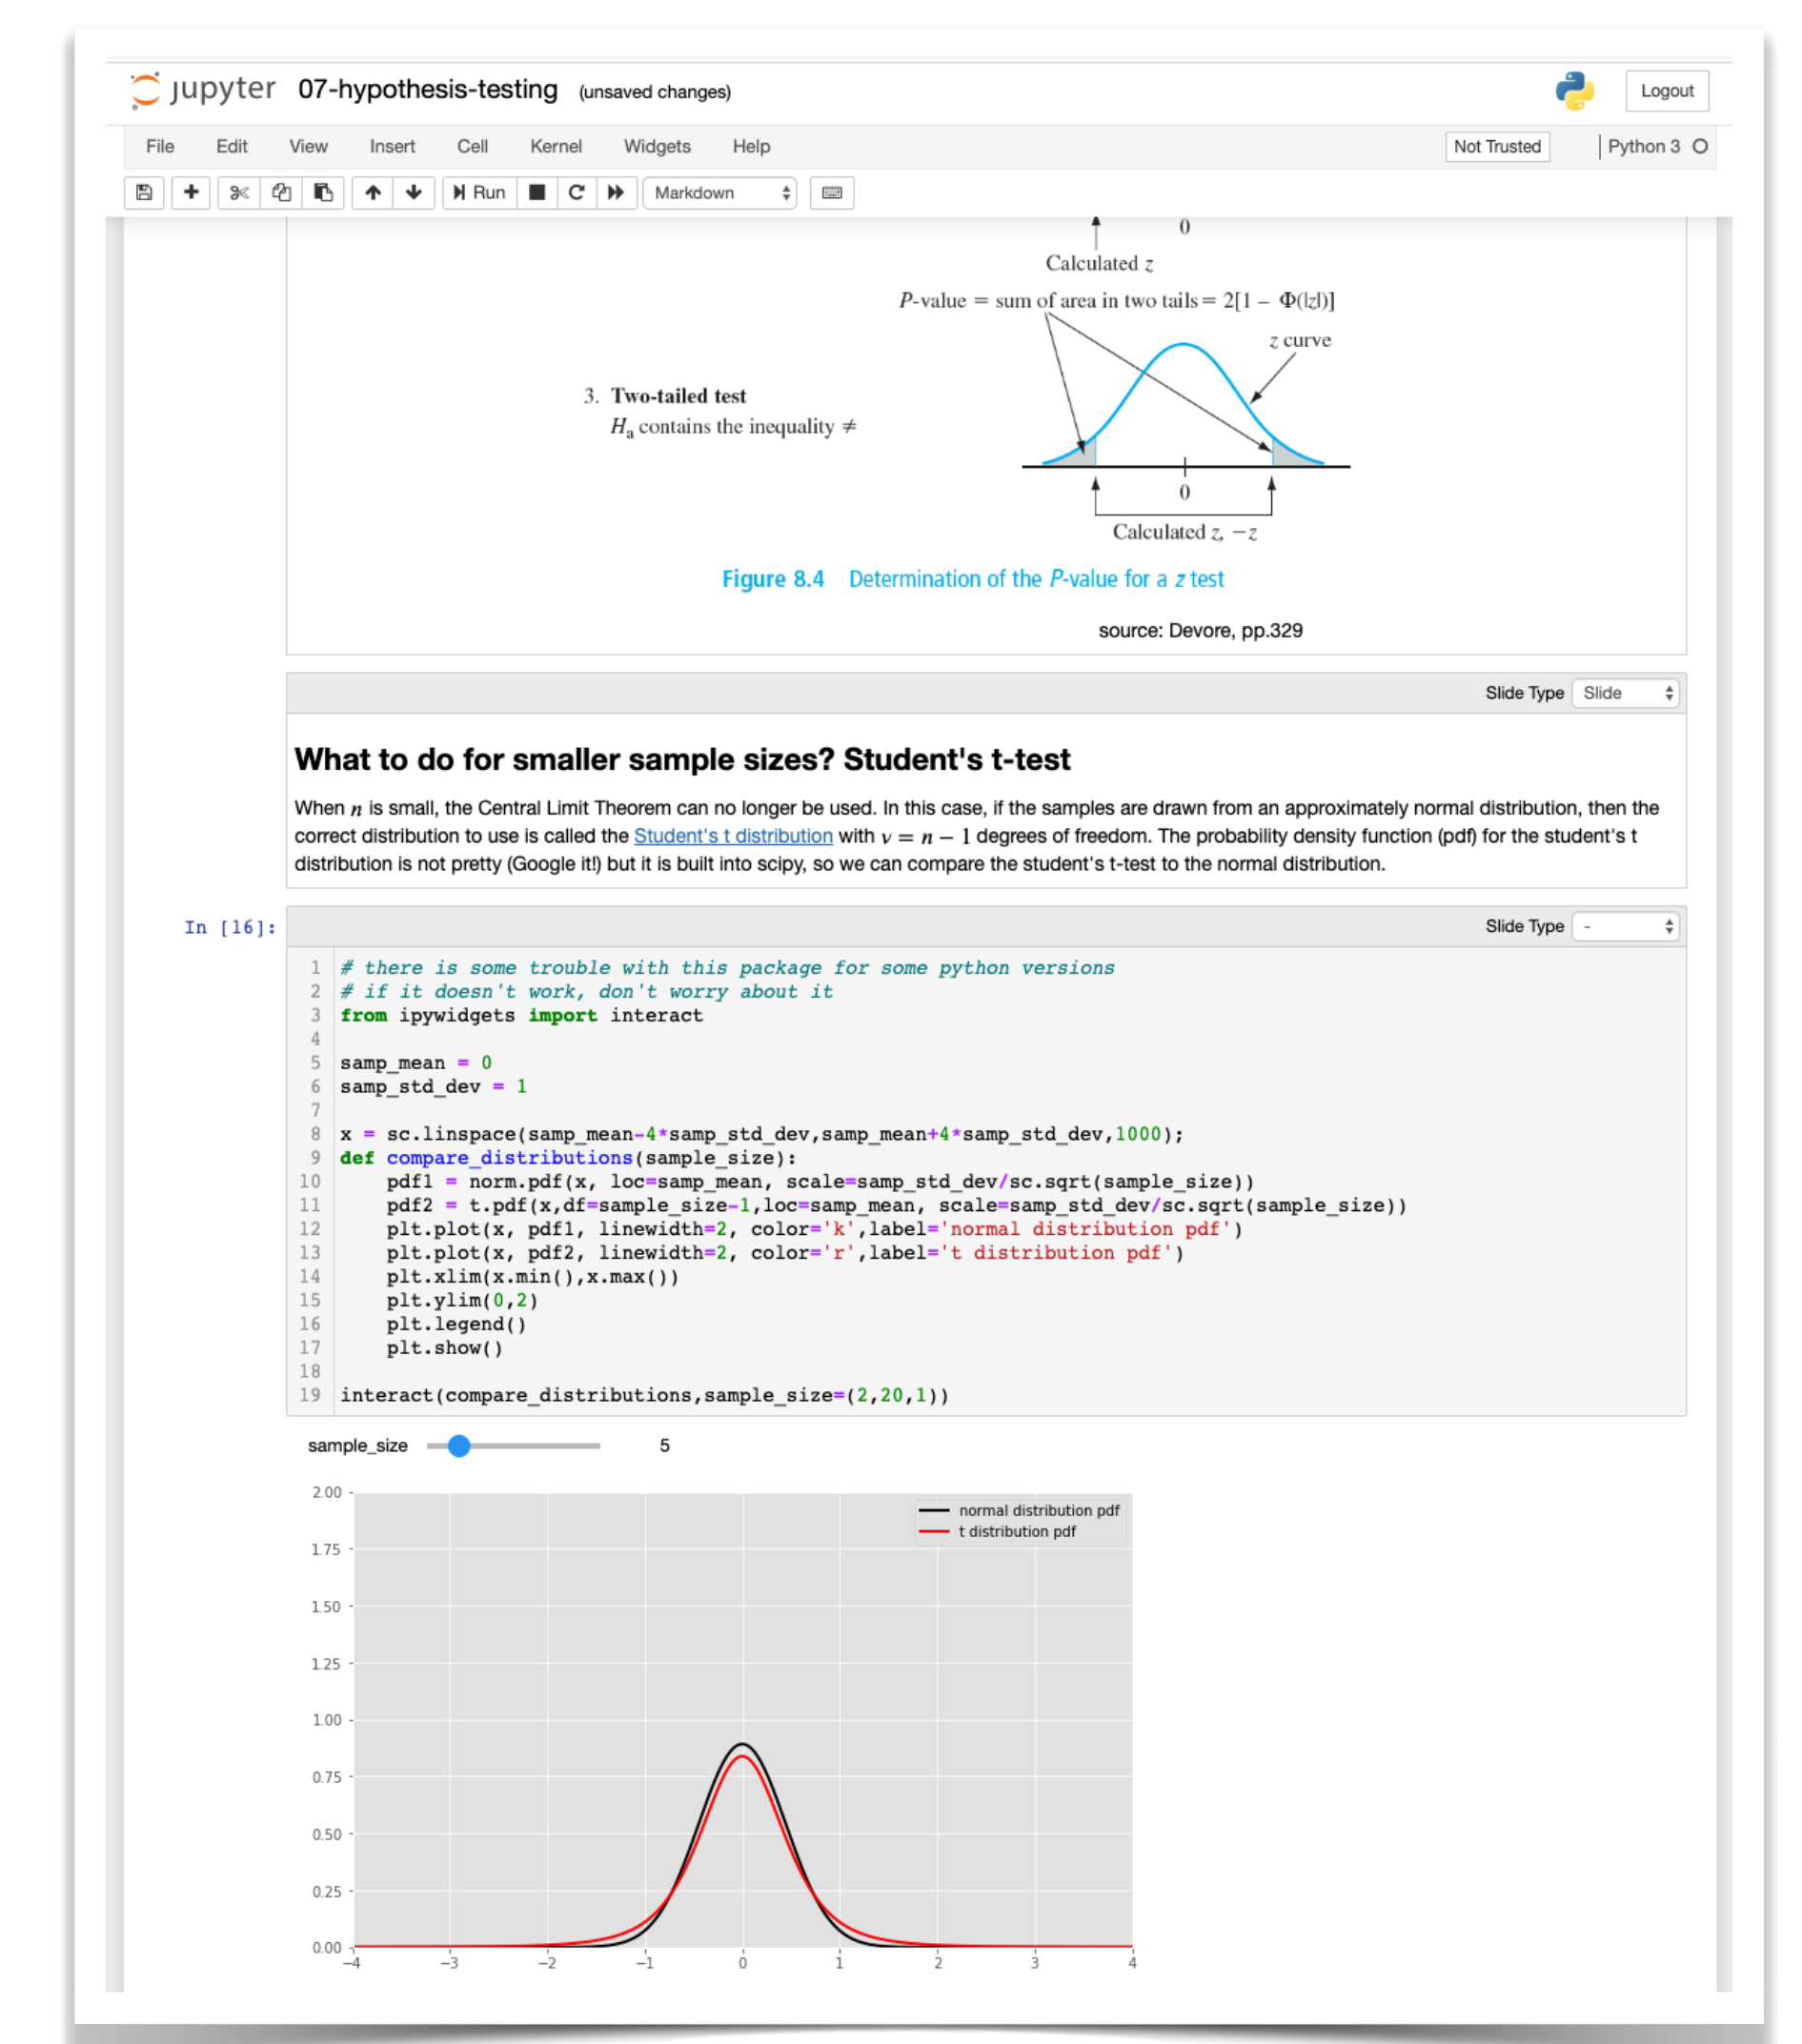 jupyter 07-hypothesis-testing (unsaved changes) Logout
File Edit View Insert Cell Kernel Widgets Help Not Trusted Python 3
Run Markdown
0
Calculated z
P-value = sum of area in two tails = 2[1 – Φ(|z|)]
z curve
3. Two-tailed test
Hₐ contains the inequality ≠
0
Calculated z, −z
Figure 8.4 Determination of the P-value for a z test
source: Devore, pp.329
Slide Type Slide
What to do for smaller sample sizes? Student's t-test
When n is small, the Central Limit Theorem can no longer be used. In this case, if the samples are drawn from an approximately normal distribution, then the
correct distribution to use is called the Student's t distribution with ν = n − 1 degrees of freedom. The probability density function (pdf) for the student's t
distribution is not pretty (Google it!) but it is built into scipy, so we can compare the student's t-test to the normal distribution.
In [16]: Slide Type -
1 # there is some trouble with this package for some python versions
2 # if it doesn't work, don't worry about it
3 from ipywidgets import interact
4
5 samp_mean = 0
6 samp_std_dev = 1
7
8 x = sc.linspace(samp_mean-4*samp_std_dev,samp_mean+4*samp_std_dev,1000);
9 def compare_distributions(sample_size):
10     pdf1 = norm.pdf(x, loc=samp_mean, scale=samp_std_dev/sc.sqrt(sample_size))
11     pdf2 = t.pdf(x,df=sample_size-1,loc=samp_mean, scale=samp_std_dev/sc.sqrt(sample_size))
12     plt.plot(x, pdf1, linewidth=2, color='k',label='normal distribution pdf')
13     plt.plot(x, pdf2, linewidth=2, color='r',label='t distribution pdf')
14     plt.xlim(x.min(),x.max())
15     plt.ylim(0,2)
16     plt.legend()
17     plt.show()
18
19 interact(compare_distributions,sample_size=(2,20,1))
sample_size 5
2.00
normal distribution pdf
t distribution pdf
1.75
1.50
1.25
1.00
0.75
0.50
0.25
0.00
−4 −3 −2 −1 0 1 2 3 4